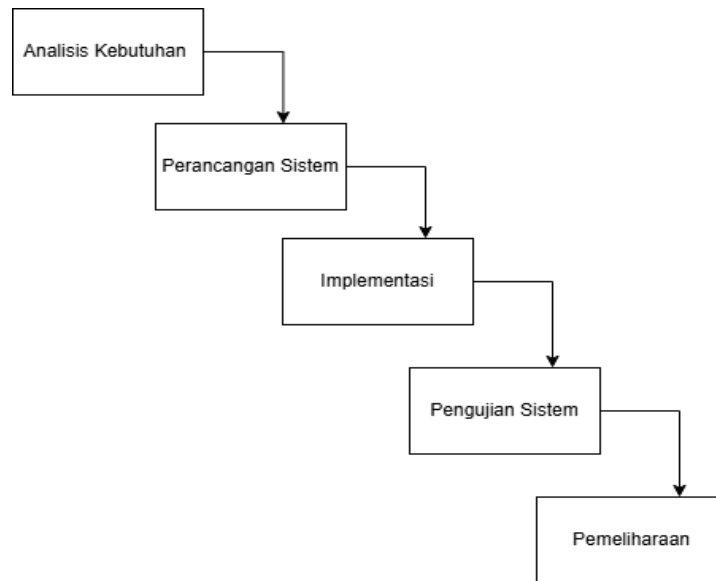 Analisis Kebutuhan
Perancangan Sistem
Implementasi
Pengujian Sistem
Pemeliharaan